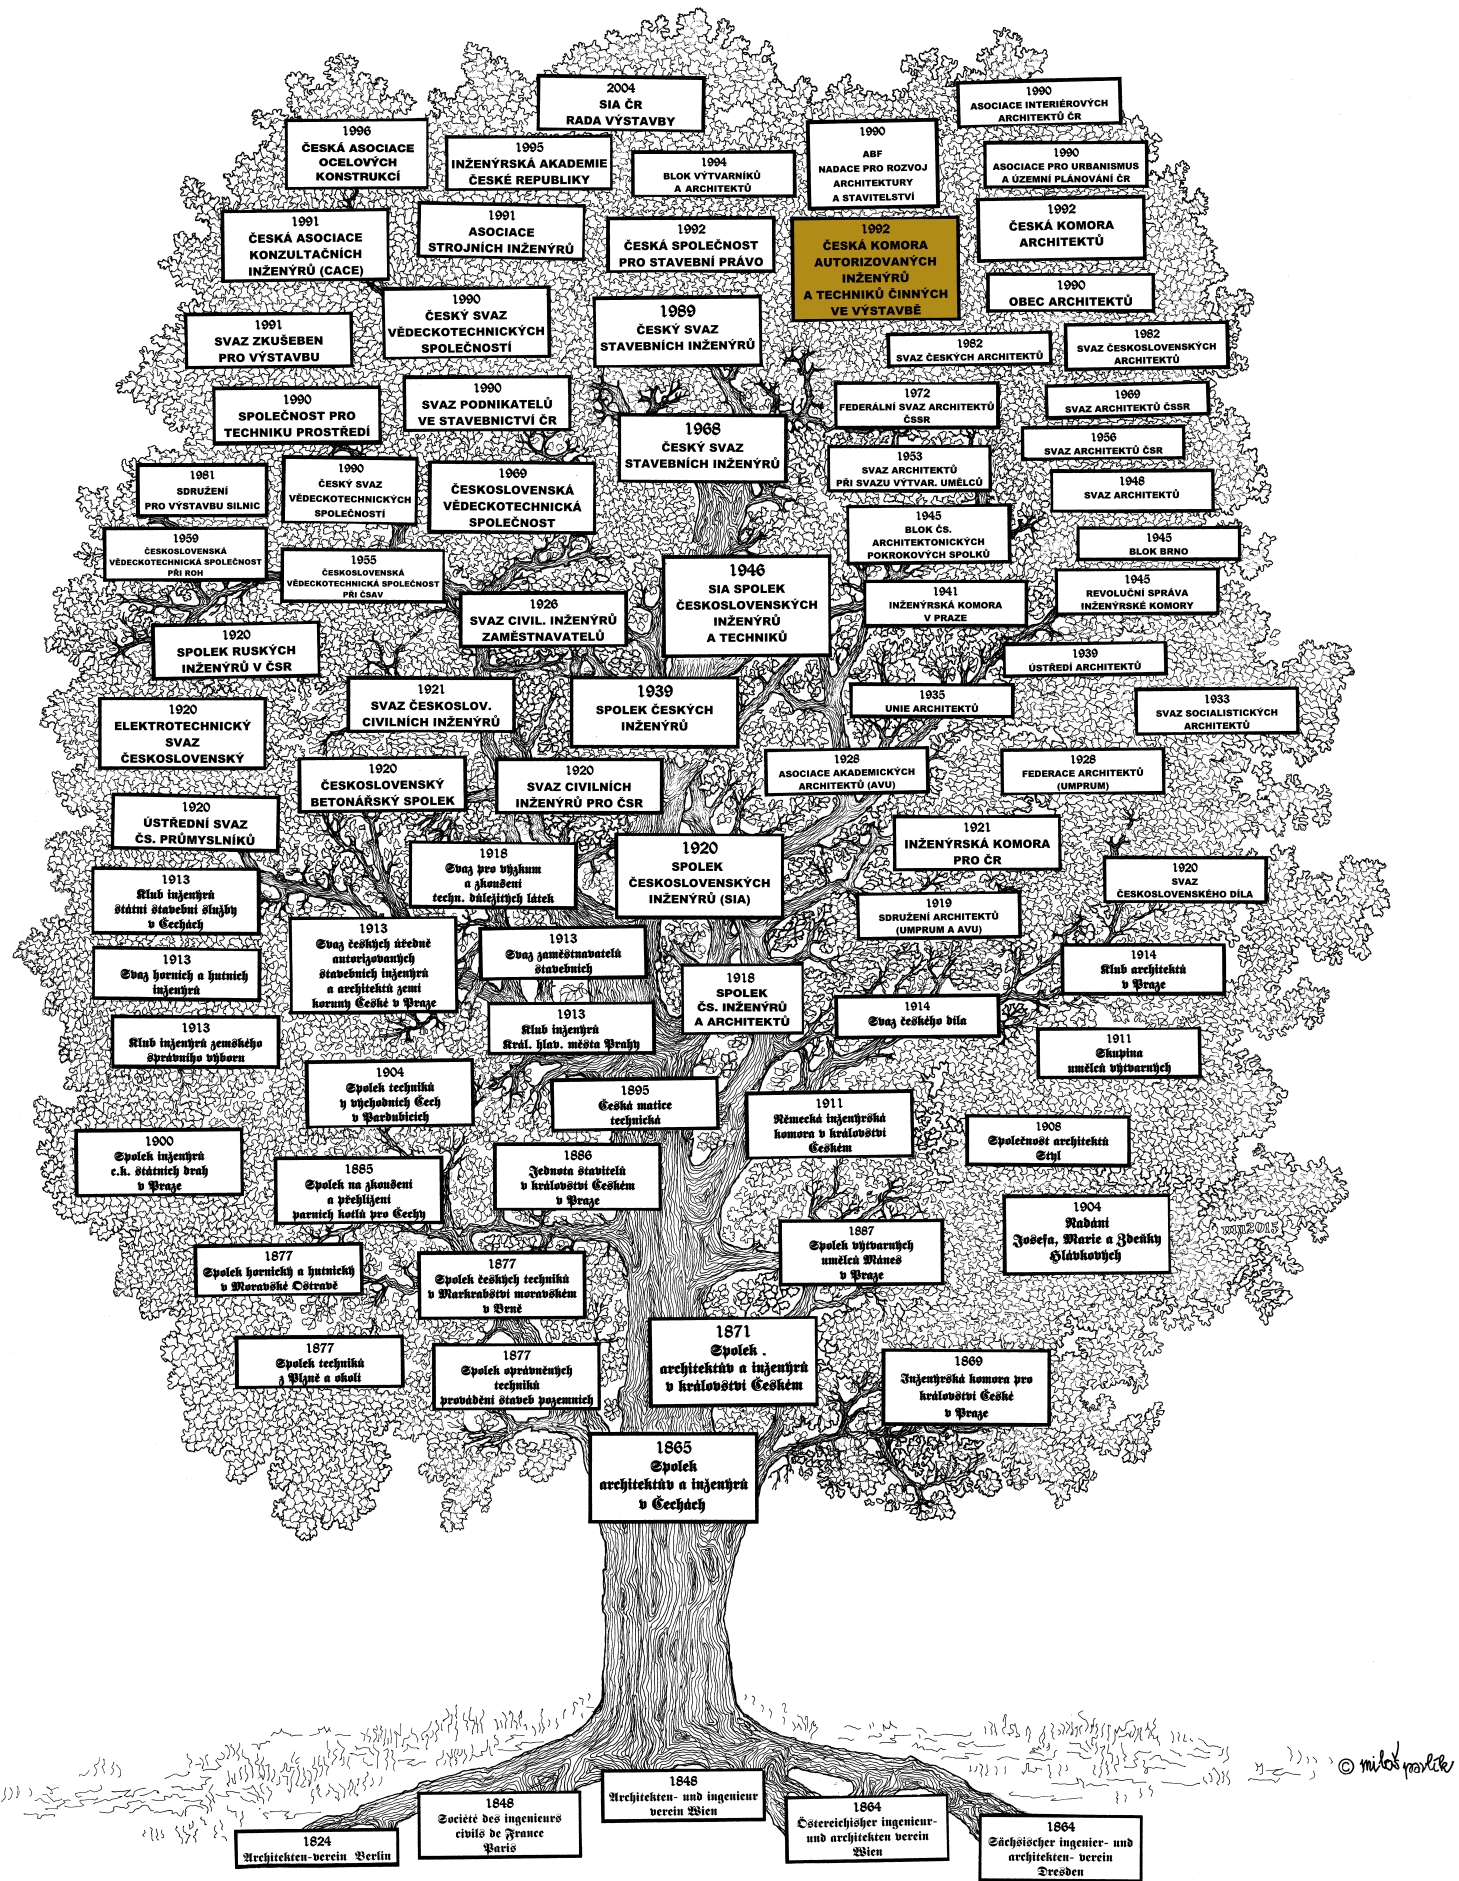 2004
SIA ČR
RADA VÝSTAVBY
1990
ASOCIACE INTERIÉROVÝCH
ARCHITEKTŮ ČR
1996
ČESKÁ ASOCIACE
OCELOVÝCH
KONSTRUKCÍ
1995
INŽENÝRSKÁ AKADEMIE
ČESKÉ REPUBLIKY
1994
BLOK VÝTVARNÍKŮ
A ARCHITEKTŮ
1990
ABF
NADACE PRO ROZVOJ
ARCHITEKTURY
A STAVITELSTVÍ
1990
ASOCIACE PRO URBANISMUS
A ÚZEMNÍ PLÁNOVÁNÍ ČR
1991
ČESKÁ ASOCIACE
KONZULTAČNÍCH
INŽENÝRŮ (CACE)
1991
ASOCIACE
STROJNÍCH INŽENÝRŮ
1992
ČESKÁ SPOLEČNOST
PRO STAVEBNÍ PRÁVO
1992
ČESKÁ KOMORA
AUTORIZOVANÝCH
INŽENÝRŮ
A TECHNIKŮ ČINNÝCH
VE VÝSTAVBĚ
1992
ČESKÁ KOMORA
ARCHITEKTŮ
1990
OBEC ARCHITEKTŮ
1991
SVAZ ZKUŠEBEN
PRO VÝSTAVBU
1990
ČESKÝ SVAZ
VĚDECKOTECHNICKÝCH
SPOLEČNOSTÍ
1989
ČESKÝ SVAZ
STAVEBNÍCH INŽENÝRŮ
1982
SVAZ ČESKÝCH ARCHITEKTŮ
1982
SVAZ ČESKOSLOVENSKÝCH
ARCHITEKTŮ
1990
SPOLEČNOST PRO
TECHNIKU PROSTŘEDÍ
1990
SVAZ PODNIKATELŮ
VE STAVEBNICTVÍ ČR
1968
ČESKÝ SVAZ
STAVEBNÍCH INŽENÝRŮ
1972
FEDERÁLNÍ SVAZ ARCHITEKTŮ
ČSSR
1969
SVAZ ARCHITEKTŮ ČSSR
1956
SVAZ ARCHITEKTŮ ČSR
1981
SDRUŽENÍ
PRO VÝSTAVBU SILNIC
1990
ČESKÝ SVAZ
VĚDECKOTECHNICKÝCH
SPOLEČNOSTÍ
1969
ČESKOSLOVENSKÁ
VĚDECKOTECHNICKÁ
SPOLEČNOST
1953
SVAZ ARCHITEKTŮ
PŘI SVAZU VÝTVAR. UMĚLCŮ
1948
SVAZ ARCHITEKTŮ
1945
BLOK ČS.
ARCHITEKTONICKÝCH
POKROKOVÝCH SPOLKŮ
1945
BLOK BRNO
1959
ČESKOSLOVENSKÁ
VĚDECKOTECHNICKÁ SPOLEČNOST
PŘI ROH
1955
ČESKOSLOVENSKÁ
VĚDECKOTECHNICKÁ SPOLEČNOST
PŘI ČSAV
1926
SVAZ CIVIL. INŽENÝRŮ
ZAMĚSTNAVATELŮ
1946
SIA SPOLEK
ČESKOSLOVENSKÝCH
INŽENÝRŮ
A TECHNIKŮ
1941
INŽENÝRSKÁ KOMORA
V PRAZE
1945
REVOLUČNÍ SPRÁVA
INŽENÝRSKÉ KOMORY
1920
SPOLEK RUSKÝCH
INŽENÝRŮ V ČSR
1939
ÚSTŘEDÍ ARCHITEKTŮ
1920
ELEKTROTECHNICKÝ
SVAZ
ČESKOSLOVENSKÝ
1921
SVAZ ČESKOSLOV.
CIVILNÍCH INŽENÝRŮ
1939
SPOLEK ČESKÝCH
INŽENÝRŮ
1935
UNIE ARCHITEKTŮ
1933
SVAZ SOCIALISTICKÝCH
ARCHITEKTŮ
1920
ČESKOSLOVENSKÝ
BETONÁŘSKÝ SPOLEK
1920
SVAZ CIVILNÍCH
INŽENÝRŮ PRO ČSR
1928
ASOCIACE AKADEMICKÝCH
ARCHITEKTŮ (AVU)
1928
FEDERACE ARCHITEKTŮ
(UMPRUM)
1920
ÚSTŘEDNÍ SVAZ
ČS. PRŮMYSLNÍKŮ
1918
Svaz pro výzkum
a zkoušení
techn. důležitých látek
1920
SPOLEK
ČESKOSLOVENSKÝCH
INŽENÝRŮ (SIA)
1921
INŽENÝRSKÁ KOMORA
PRO ČR
1920
SVAZ
ČESKOSLOVENSKÉHO DÍLA
1913
Klub inženýrů
státní stavební služby
v Čechách
1919
SDRUŽENÍ ARCHITEKTŮ
(UMPRUM A AVU)
1913
Svaz českých úředně
autorizovaných
stavebních inženýrů
a architektů zemí
koruny České v Praze
1913
Svaz zaměstnavatelů
stavebních
1914
Klub architektů
v Praze
1913
Svaz horních a hutních
inženýrů
1918
SPOLEK
ČS. INŽENÝRŮ
A ARCHITEKTŮ
1914
Svaz českého díla
1913
Klub inženýrů zemského
správního výboru
1913
Klub inženýrů
Král. hlav. města Prahy
1911
Skupina
umělců výtvarných
1904
Spolek techniků
y východních Čech
v Pardubicích
1895
Česká matice
technická
1911
Německá inženýrská
komora v království
Českém
1908
Společnost architektů
Styl
1900
Spolek inženýrů
c.k. státních drah
v Praze
1885
Spolek na zkoušení
a přehlížení
parních kotlů pro Čechy
1886
Jednota stavitelů
v království Českém
v Praze
1904
Nadání
Josefa, Marie a Zdeňky
Hlávkových
wm2015
1887
Spolek výtvarných
umělců Mánes
v Praze
1877
Spolek hornický a hutnický
v Moravské Ostravě
1877
Spolek českých techniků
v Markrabství moravském
v Brně
1877
Spolek techniků
z Plzně a okolí
1877
Spolek oprávněných
techniků
provádění staveb pozemních
1871
Spolek .
architektův a inženýrů
v království Českém
1869
Inženýrská komora pro
království České
v Praze
1865
Spolek
architektův a inženýrů
v Čechách
© miloš pavlík
1824
Architekten-verein Berlin
1848
Société des ingenieurs
civils de France
Paris
1848
Architekten- und ingenieur
verein Wien
1864
Östereichisher ingenieur-
und architekten verein
Wien
1864
Sächsischer ingenier- und
architekten- verein
Dresden